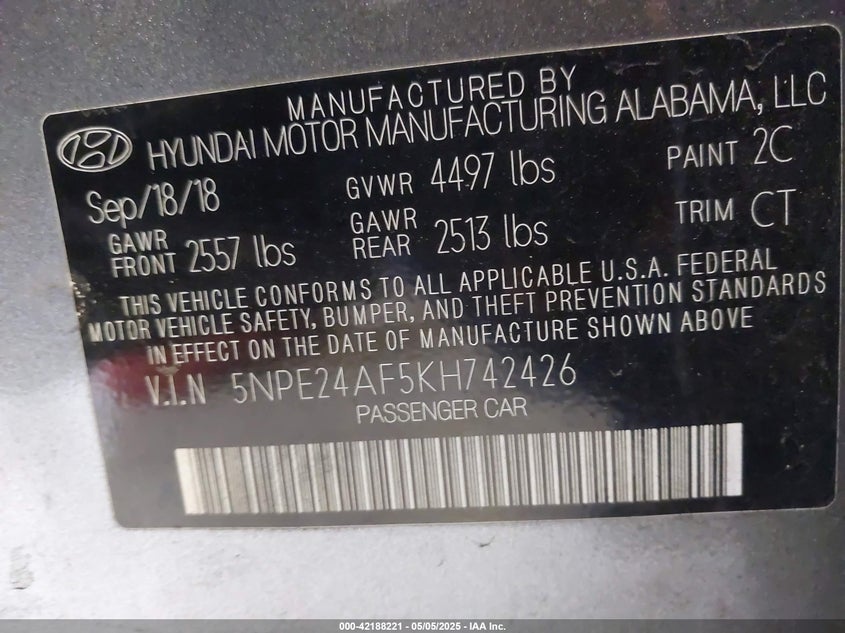 MANUFACTURED BY
HYUNDAI MOTOR MANUFACTURING ALABAMA, LLC
Sep/18/18 GVWR 4497 lbs PAINT 2C
GAWR FRONT 2557 lbs GAWR REAR 2513 lbs TRIM CT
THIS VEHICLE CONFORMS TO ALL APPLICABLE U.S.A. FEDERAL
MOTOR VEHICLE SAFETY, BUMPER, AND THEFT PREVENTION STANDARDS
IN EFFECT ON THE DATE OF MANUFACTURE SHOWN ABOVE
V.I.N 5NPE24AF5KH742426
PASSENGER CAR
000-42188221 - 05/05/2025 - IAA Inc.